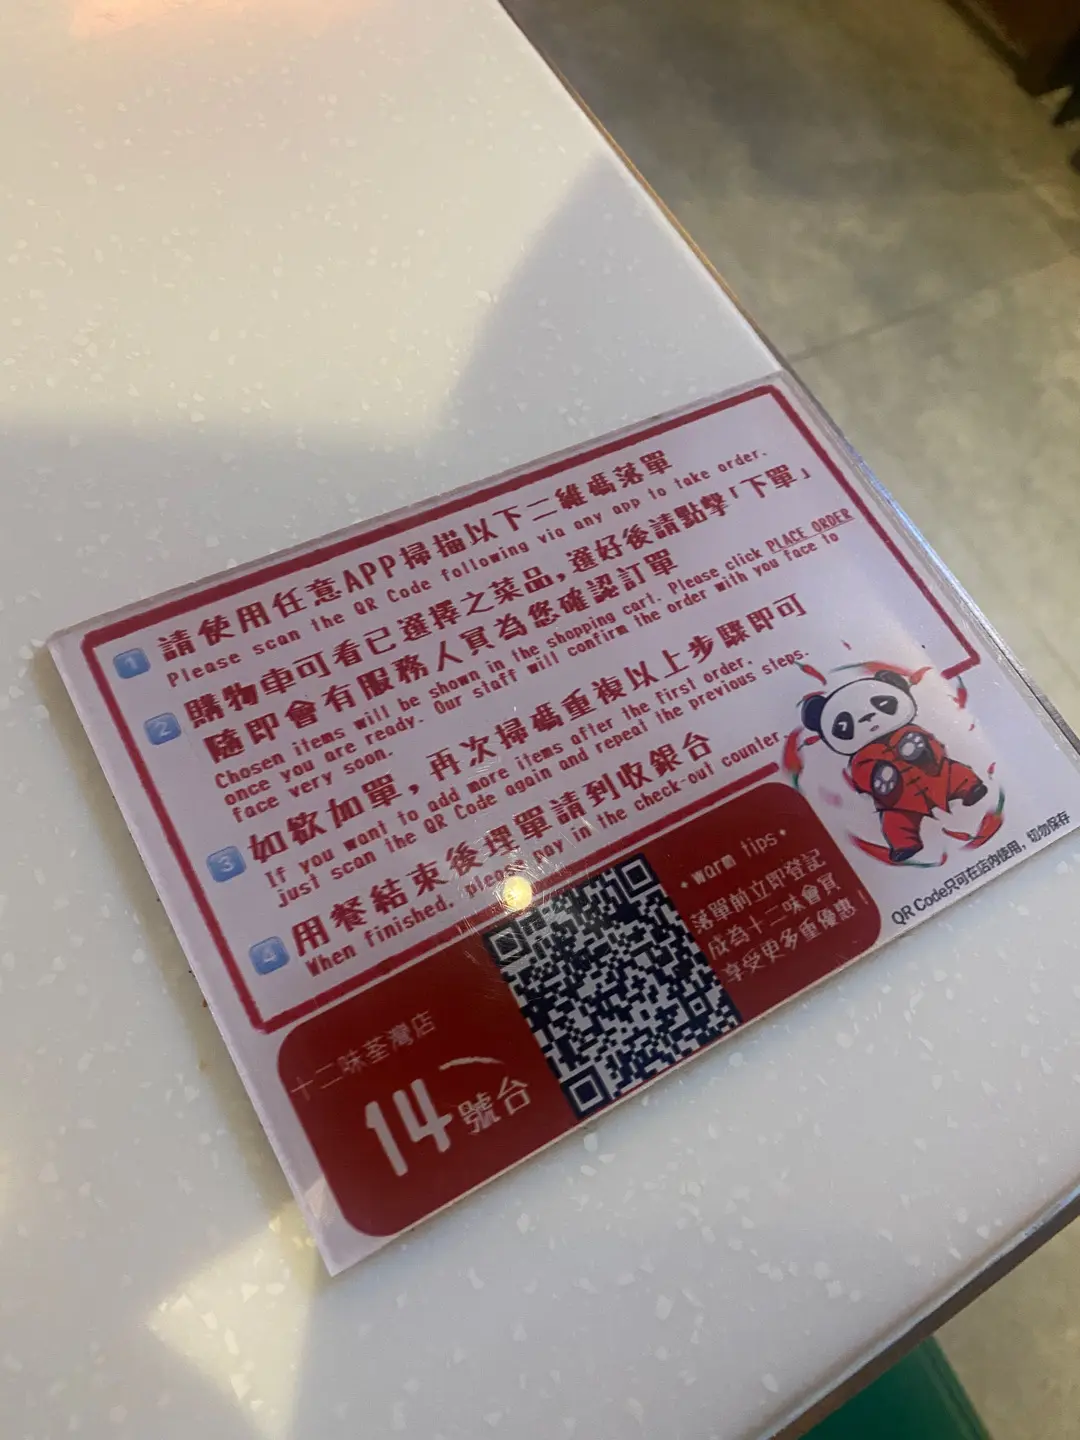 1 請使用任意APP掃描以下二維碼落單
Please scan the QR Code following via any app to take order.
2 購物車可看已選擇之菜品,選好後請點擊「下單」
隨即會有服務人員為您確認訂單
Chosen items will be shown in the shopping cart. Please click PLACE ORDER
once you are ready. Our staff will confirm the order with you face to
face very soon.
3 如欲加單,再次掃碼重複以上步驟即可
If you want to add more items after the first order,
just scan the QR Code again and repeat the previous steps.
4 用餐結束後埋單請到收銀台
When finished, please pay in the check-out counter.
十二味荃灣店
14號台
•warm tips•
落單前立即登記
成為十二味會員
享受更多重優惠!
QR Code只可在店內使用,切勿保存